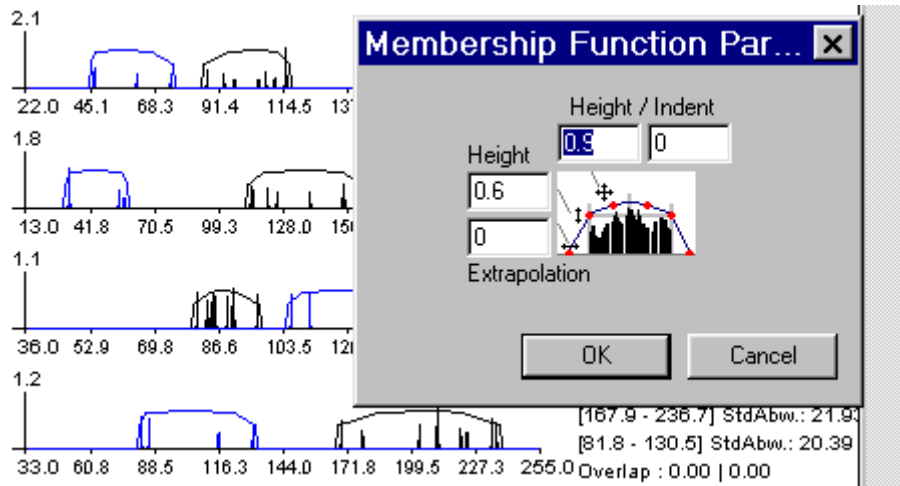 2.1
22.0 45.1 68.3 91.4 114.5
1.8
13.0 41.8 70.5 99.3 128.0
1.1
36.0 52.9 69.8 86.6 103.5
1.2
33.0 60.8 88.5 116.3 144.0 171.8 199.5 227.3 255.0
Membership Function Par...
Height / Indent
0.9 0
Height
0.6
0
Extrapolation
OK Cancel
[167.9 - 236.7] StdAbw.: 21.93
[81.8 - 130.5] StdAbw.: 20.39
Overlap : 0.00 | 0.00